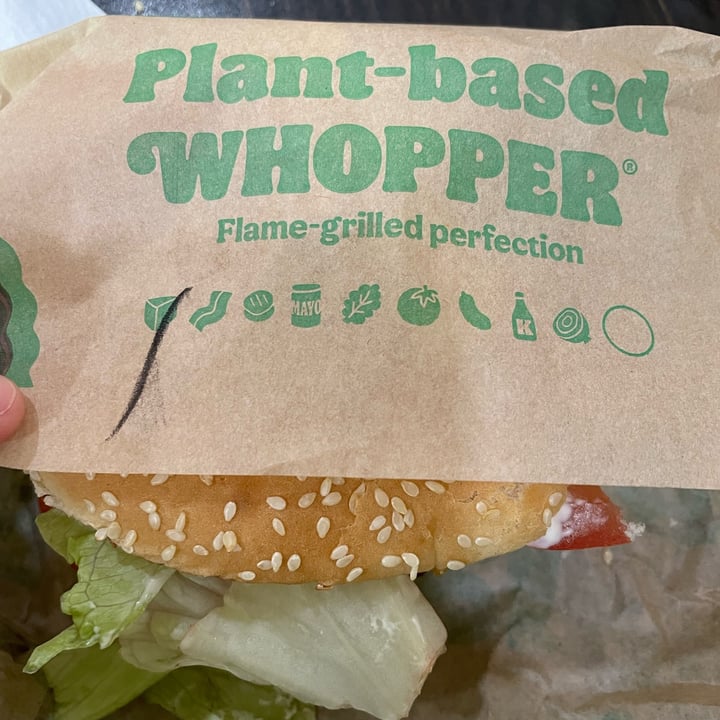 Plant-based
WHOPPER®
Flame-grilled perfection
MAYO K